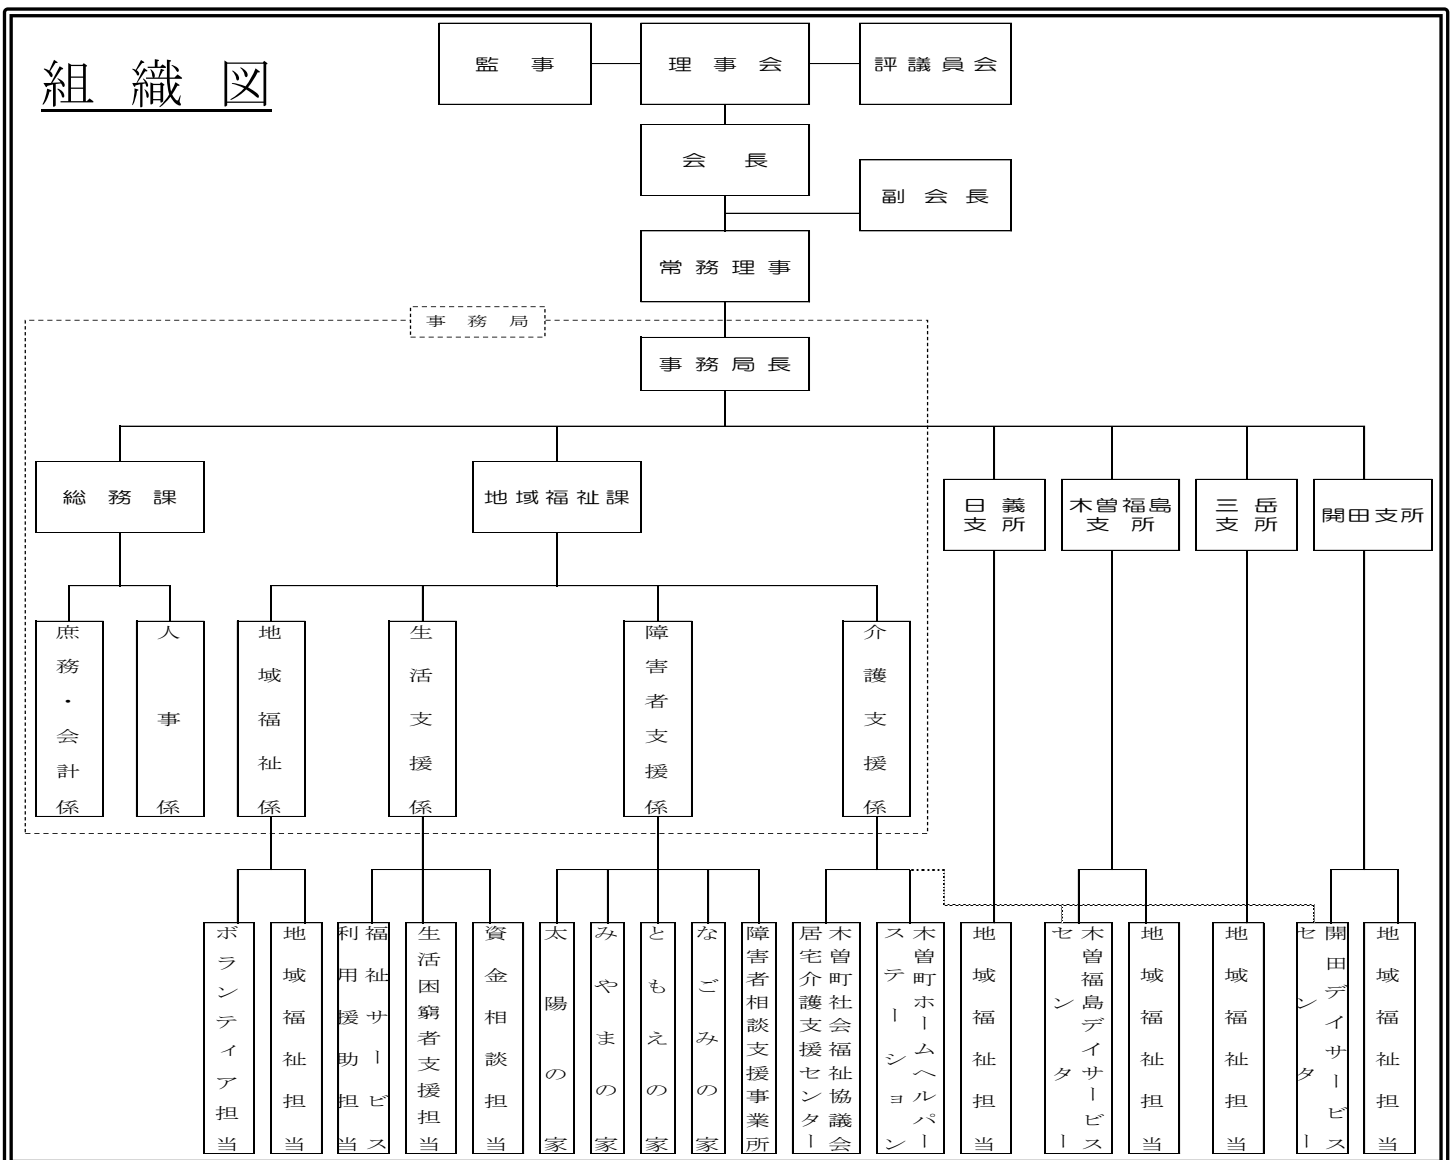 組織図
監事
理事会
評議員会
会長
副会長
常務理事
事務局
事務局長
総務課
地域福祉課
日義
支所
木曽福島
支所
三岳
支所
開田支所
庶務・会計係
人事係
地域福祉係
生活支援係
障害者支援係
介護支援係
ボランティア担当
地域福祉担当
福祉サービス
利用援助担当
生活困窮者支援担当
資金相談担当
太陽の家
みやまの家
ともえの家
なごみの家
障害者相談支援事業所
木曽町社会福祉協議会
居宅介護支援センター
木曽町ホームヘルパー
ステーション
地域福祉担当
木曽福島デイサービス
センター
地域福祉担当
地域福祉担当
開田デイサービス
センター
地域福祉担当